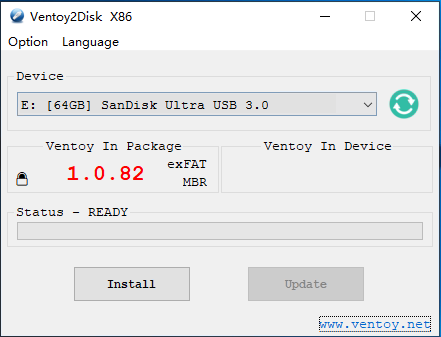 Ventoy2Disk X86
Option Language
Device
E: [64GB] SanDisk Ultra USB 3.0
Ventoy In Package
1.0.82
exFAT
MBR
Ventoy In Device
Status - READY
Install
Update
www.ventoy.net